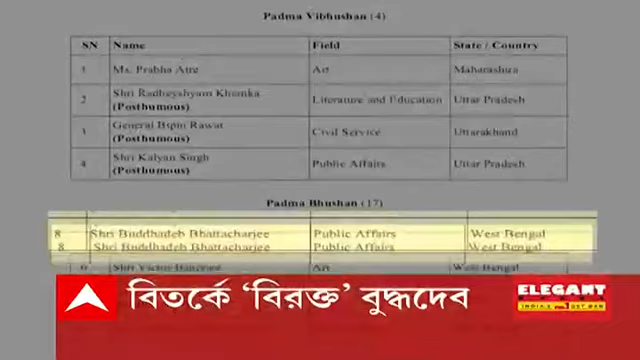 Padma Vibhushan (4)
SN Name Field State / Country
1 Ms. Prabha Atre Art Maharashtra
2 Shri Radheyshyam Khemka (Posthumous) Literature and Education Uttar Pradesh
3 General Bipin Rawat (Posthumous) Civil Service Uttarakhand
4 Shri Kalyan Singh (Posthumous) Public Affairs Uttar Pradesh
Padma Bhushan (17)
8 Shri Buddhadeb Bhattacharjee Public Affairs West Bengal
8 Shri Buddhadeb Bhattacharjee Public Affairs West Bengal
Shri Victor Banerjee Art West Bengal
বিতর্কে ‘বিরক্ত’ বুদ্ধদেব
ELEGANT